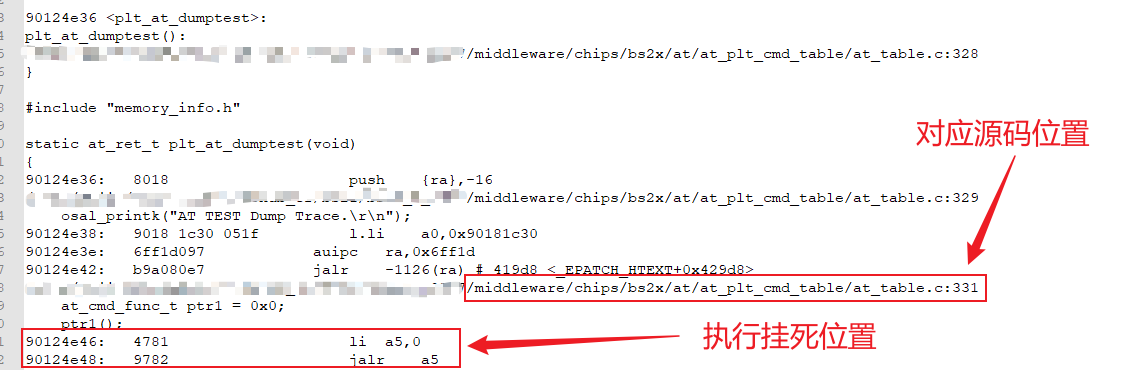 90124e36 <plt_at_dumptest>:
plt_at_dumptest():
/middleware/chips/bs2x/at/at_plt_cmd_table/at_table.c:328
}
#include "memory_info.h"
对应源码位置
static at_ret_t plt_at_dumptest(void)
{
90124e36: 8018 push {ra},-16
/middleware/chips/bs2x/at/at_plt_cmd_table/at_table.c:329
osal_printk("AT TEST Dump Trace.\r\n");
90124e38: 9018 1c30 051f l.li a0,0x90181c30
90124e3e: 6ff1d097 auipc ra,0x6ff1d
90124e42: b9a080e7 jalr -1126(ra) # 419d8 <_EPATCH_HTEXT+0x429d8>
/middleware/chips/bs2x/at/at_plt_cmd_table/at_table.c:331
at_cmd_func_t ptr1 = 0x0;
ptr1();
执行挂死位置
90124e46: 4781 li a5,0
90124e48: 9782 jalr a5